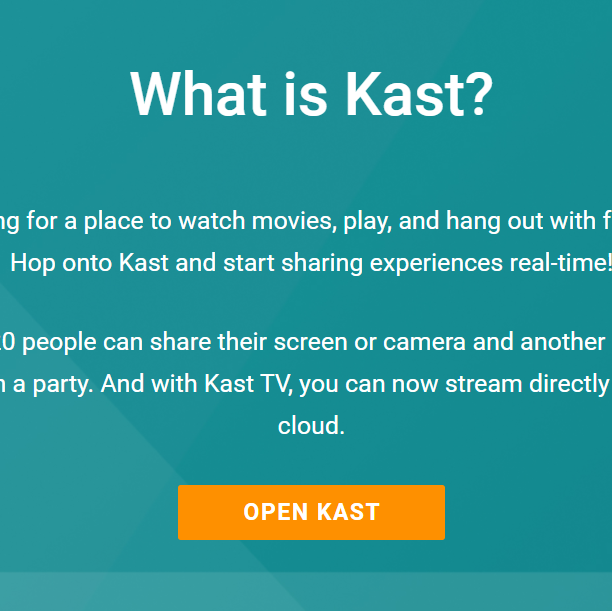 What is Kast?
ng for a place to watch movies, play, and hang out with f
Hop onto Kast and start sharing experiences real-time!
20 people can share their screen or camera and another
a party. And with Kast TV, you can now stream directly
cloud.
OPEN KAST